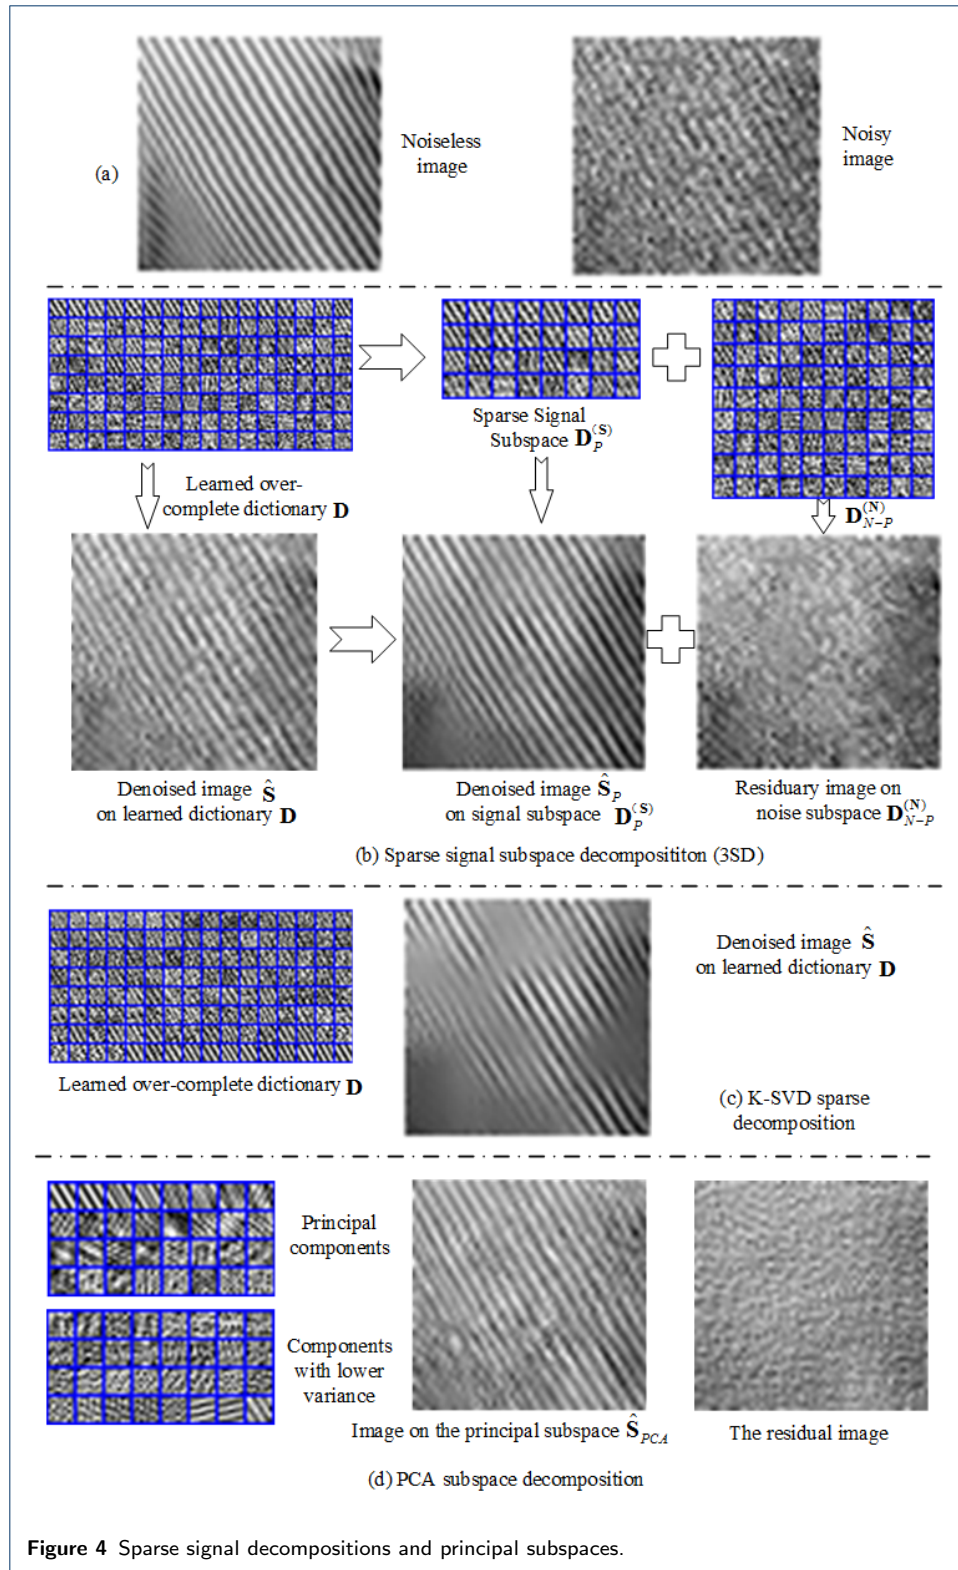 (a)
Noiseless
image
Noisy
image
Sparse Signal
Subspace D_P^(S)
Learned over-
complete dictionary D
D_{N-P}^(N)
Denoised image Ŝ
on learned dictionary D
Denoised image Ŝ_P
on signal subspace D_P^(S)
Residuary image on
noise subspace D_{N-P}^(N)
(b) Sparse signal subspace decomposititon (3SD)
Denoised image Ŝ
on learned dictionary D
Learned over-complete dictionary D
(c) K-SVD sparse
decomposition
Principal
components
Components
with lower
variance
Image on the principal subspace Ŝ_PCA
The residual image
(d) PCA subspace decomposition
Figure 4 Sparse signal decompositions and principal subspaces.